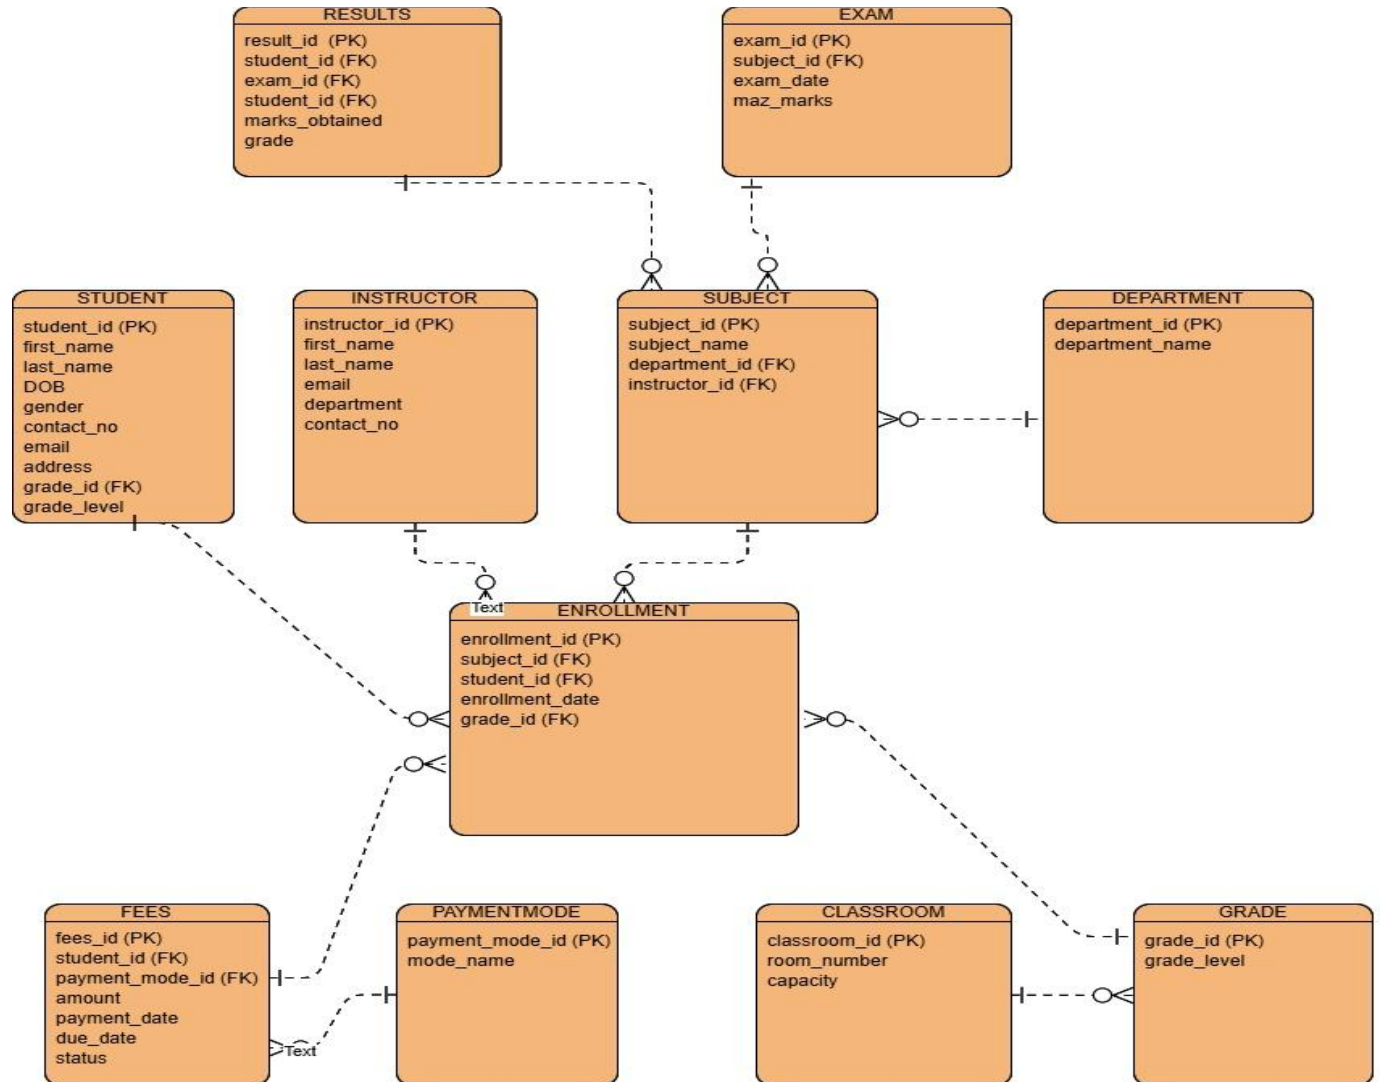 RESULTS
result_id (PK)
student_id (FK)
exam_id (FK)
student_id (FK)
marks_obtained
grade
EXAM
exam_id (PK)
subject_id (FK)
exam_date
maz_marks
STUDENT
student_id (PK)
first_name
last_name
DOB
gender
contact_no
email
address
grade_id (FK)
grade_level
INSTRUCTOR
instructor_id (PK)
first_name
last_name
email
department
contact_no
SUBJECT
subject_id (PK)
subject_name
department_id (FK)
instructor_id (FK)
DEPARTMENT
department_id (PK)
department_name
Text
ENROLLMENT
enrollment_id (PK)
subject_id (FK)
student_id (FK)
enrollment_date
grade_id (FK)
FEES
fees_id (PK)
student_id (FK)
payment_mode_id (FK)
amount
payment_date
due_date
status
Text
PAYMENTMODE
payment_mode_id (PK)
mode_name
CLASSROOM
classroom_id (PK)
room_number
capacity
GRADE
grade_id (PK)
grade_level